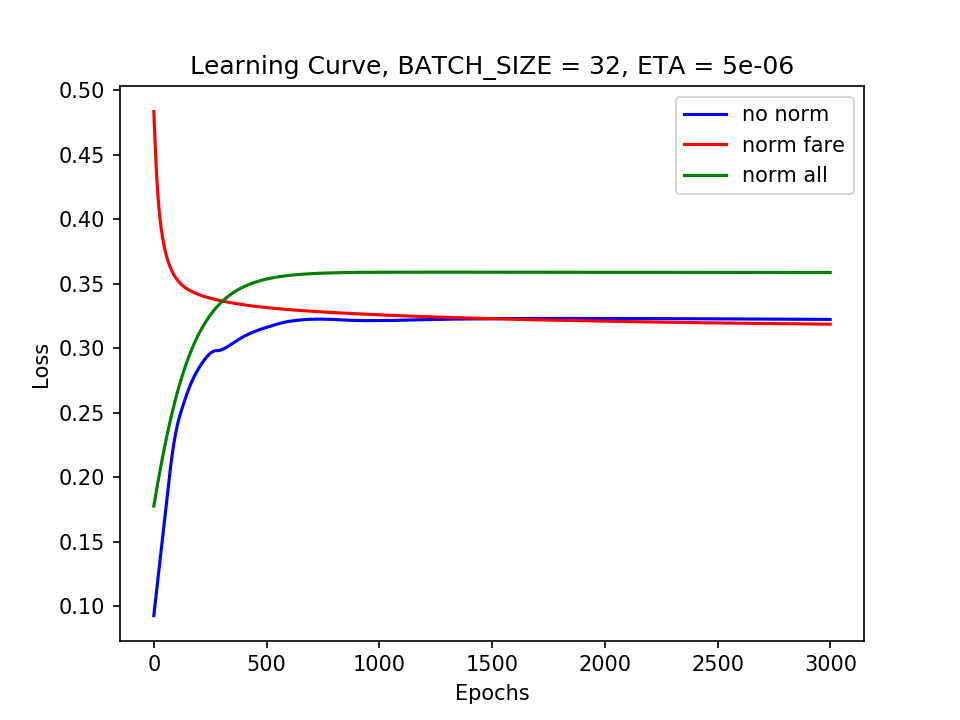 Learning Curve, BATCH_SIZE = 32, ETA = 5e-06
no norm
norm fare
norm all
Loss
0.50
0.45
0.40
0.35
0.30
0.25
0.20
0.15
0.10
0 500 1000 1500 2000 2500 3000
Epochs